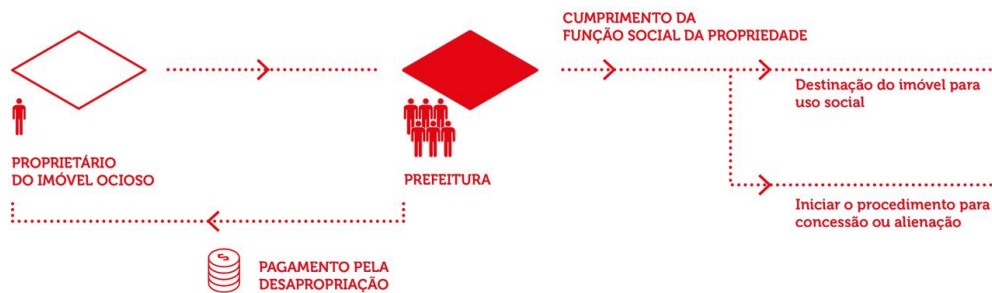 CUMPRIMENTO DA
FUNÇÃO SOCIAL DA PROPRIEDADE
Destinação do imóvel para
uso social
PROPRIETÁRIO
DO IMÓVEL OCIOSO
PREFEITURA
Iniciar o procedimento para
concessão ou alienação
PAGAMENTO PELA
DESAPROPRIAÇÃO